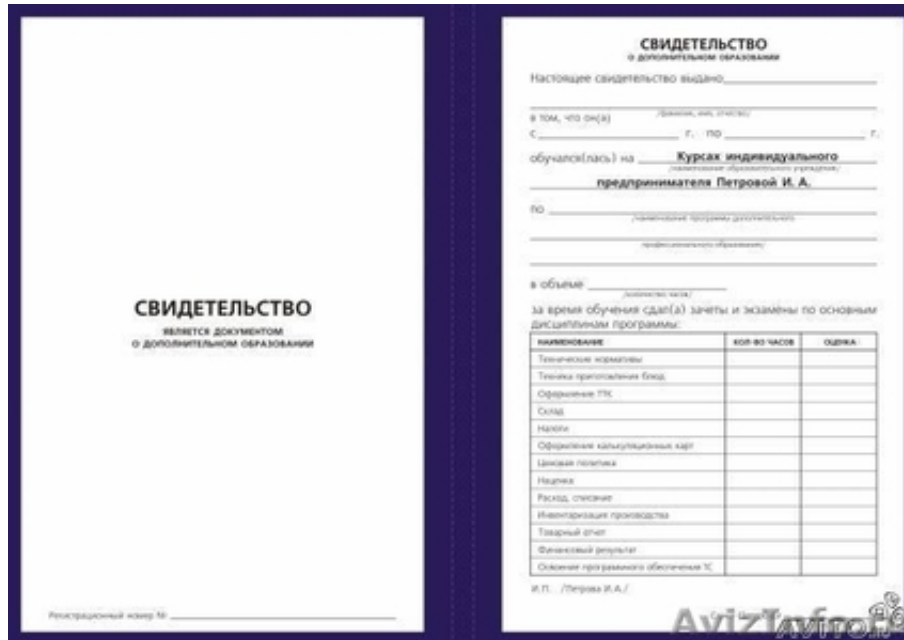 СВИДЕТЕЛЬСТВО
ЯВЛЯЕТСЯ ДОКУМЕНТОМ
О ДОПОЛНИТЕЛЬНОМ ОБРАЗОВАНИИ
Регистрационный номер №
СВИДЕТЕЛЬСТВО
О ДОПОЛНИТЕЛЬНОМ ОБРАЗОВАНИИ
Настоящее свидетельство выдано
/фамилия, имя, отчество/
в том, что он(а)
с г. по г.
обучался(лась) на Курсах индивидуального
/наименование образовательного учреждения/
предпринимателя Петровой И. А.
по
/наименование программы дополнительного
профессионального образования/
в объеме
/количество часов/
за время обучения сдал(а) зачеты и экзамены по основным
дисциплинам программы:
НАИМЕНОВАНИЕ КОЛ-ВО ЧАСОВ ОЦЕНКА
Технические нормативы
Техника приготовления блюд
Оформление ТТК
Склад
Налоги
Оформление калькуляционных карт
Ценовая политика
Наценка
Расход, списание
Инвентаризация производства
Товарный отчет
Финансовый результат
Освоение программного обеспечения 1С
И.П. /Петрова И.А./
AvizInfo
AVITO.ru